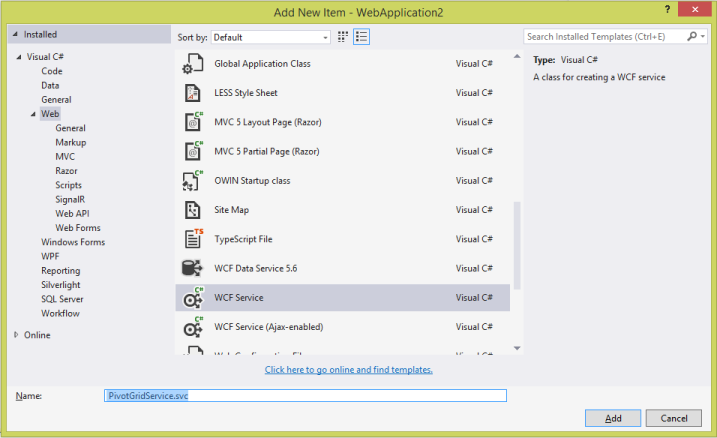 Add New Item - WebApplication2
? X
Installed
Sort by: Default
Search Installed Templates (Ctrl+E)
Visual C#
Code
Data
General
Web
General
Markup
MVC
Razor
Scripts
SignalR
Web API
Web Forms
Windows Forms
WPF
Reporting
Silverlight
SQL Server
Workflow
Online
Global Application Class Visual C#
LESS Style Sheet Visual C#
C# MVC 5 Layout Page (Razor) Visual C#
C# MVC 5 Partial Page (Razor) Visual C#
C# OWIN Startup class Visual C#
Site Map Visual C#
TS TypeScript File Visual C#
WCF Data Service 5.6 Visual C#
C# WCF Service Visual C#
C# WCF Service (Ajax-enabled) Visual C#
Type: Visual C#
A class for creating a WCF service
Click here to go online and find templates.
Name: PivotGridService.svc
Add Cancel